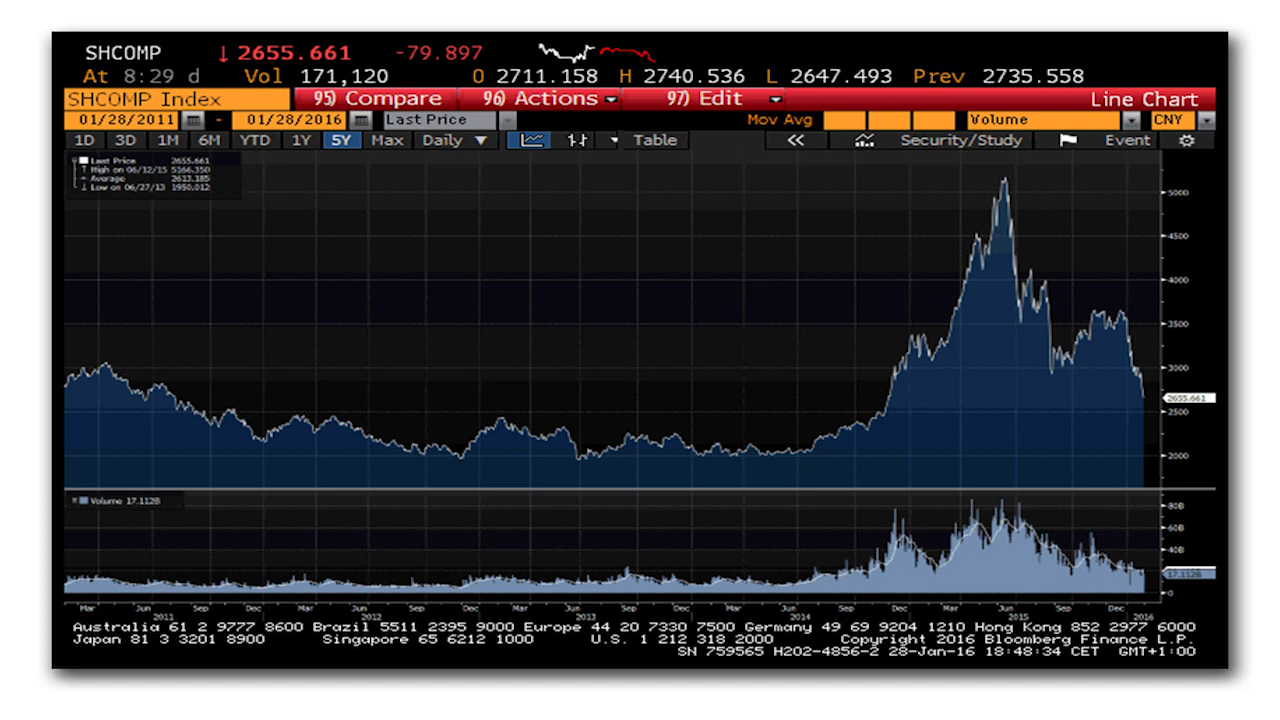 SHCOMP ↓ 2655.661 -79.897
At 8:29 d Vol 171,120 O 2711.158 H 2740.536 L 2647.493 Prev 2735.558
SHCOMP Index 95) Compare 96) Actions 97) Edit Line Chart
01/28/2011 - 01/28/2016 Last Price Mov Avg Volume CNY
1D 3D 1M 6M YTD 1Y 5Y Max Daily ▼ Table « Security/Study Event
Last Price 2655.661
High on 06/12/15 5166.350
Average 2613.185
Low on 06/27/13 1950.012
5000
4500
4000
3500
3000
2655.661
2500
2000
Volume 17.112B
80B
60B
40B
17.112B
0
Mar Jun Sep Dec Mar Jun Sep Dec Mar Jun Sep Dec Mar Jun Sep Dec Mar Jun Sep Dec
2011 2012 2013 2014 2015 2016
Australia 61 2 9777 8600 Brazil 5511 2395 9000 Europe 44 20 7330 7500 Germany 49 69 9204 1210 Hong Kong 852 2977 6000
Japan 81 3 3201 8900 Singapore 65 6212 1000 U.S. 1 212 318 2000 Copyright 2016 Bloomberg Finance L.P.
SN 759565 H202-4856-2 28-Jan-16 18:48:34 CET GMT+1:00